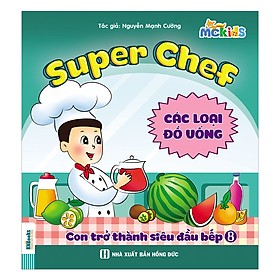 Tác giả: Nguyễn Mạnh Cường
mckids
Super Chef
CÁC LOẠI
ĐỒ UỐNG
Con trở thành siêu đầu bếp 8
NHÀ XUẤT BẢN HỒNG ĐỨC